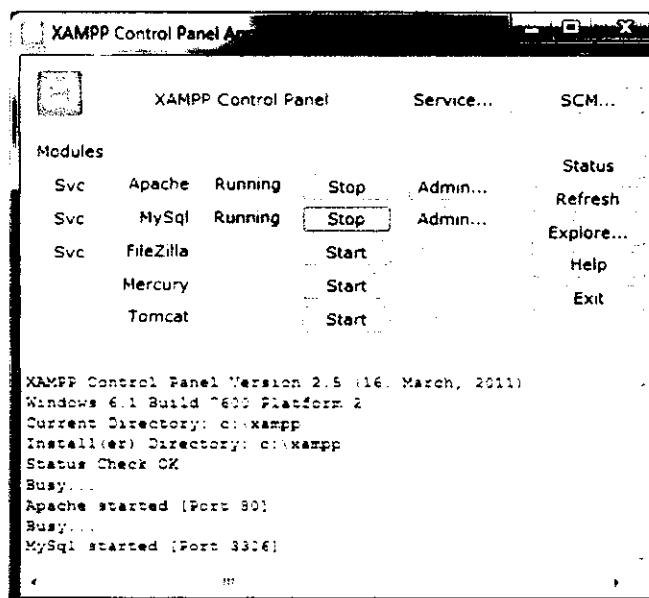 XAMPP Control Panel
XAMPP Control Panel Service... SCM...
Modules
Status
Svc Apache Running Stop Admin...
Refresh
Svc MySql Running Stop Admin...
Explore...
Svc FileZilla Start
Help
Mercury Start
Exit
Tomcat Start
XAMPP Control Panel Version 2.5 (16. March, 2011)
Windows 6.1 Build 7600 Platform 2
Current Directory: c:\xampp
Install(er) Directory: c:\xampp
Status Check OK
Busy...
Apache started [Port 80]
Busy...
MySql started [Port 3306]